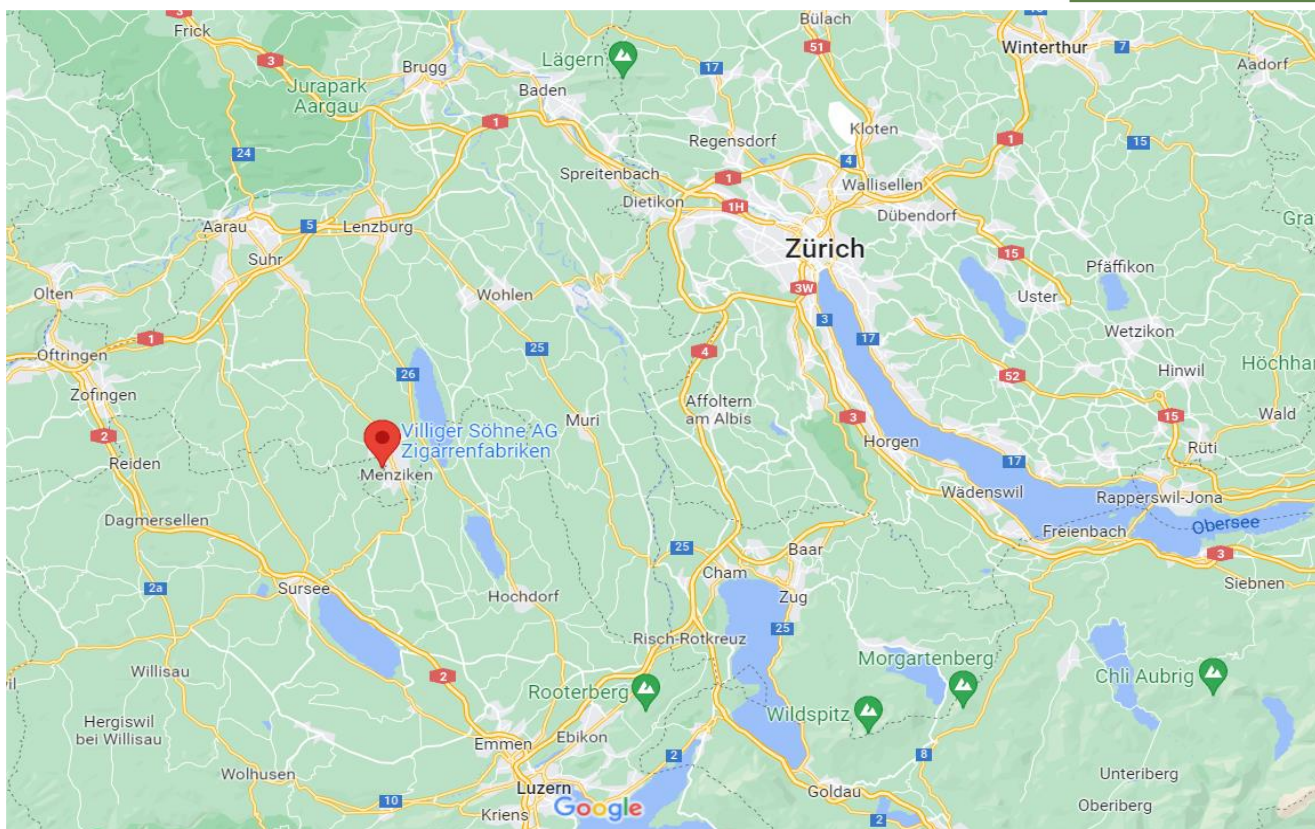 3
Frick
Bülach
51
Winterthur
7
Aadorf
3
Brugg
Lägern
17
Jurapark
Aargau
Baden
1
Kloten
Regensdorf
1
15
24
4
Spreitenbach
1
Wallisellen
Dietikon
1H
Dübendorf
Aarau
5
Lenzburg
Zürich
Gra
Suhr
15
Pfäffikon
Olten
Wohlen
3W
Uster
3
17
Wetzikon
1
25
4
Oftringen
26
52
Hinwil
Höchha
Zofingen
Affoltern
am Albis
Muri
3
15
Wald
2
Villiger Söhne AG
Zigarrenfabriken
Horgen
Rüti
Reiden
Menziken
17
Wädenswil
Rapperswil-Jona
Dagmersellen
Obersee
Freienbach
25
Baar
3
Cham
Siebnen
2a
Sursee
Hochdorf
Zug
25
Risch-Rotkreuz
Willisau
il
2
Rooterberg
Morgartenberg
Chli Aubrig
Wildspitz
Hergiswil
bei Willisau
Emmen
Ebikon
2
8
Wolhusen
Unteriberg
Luzern
Goldau
10
Google
Oberiberg
Kriens
2